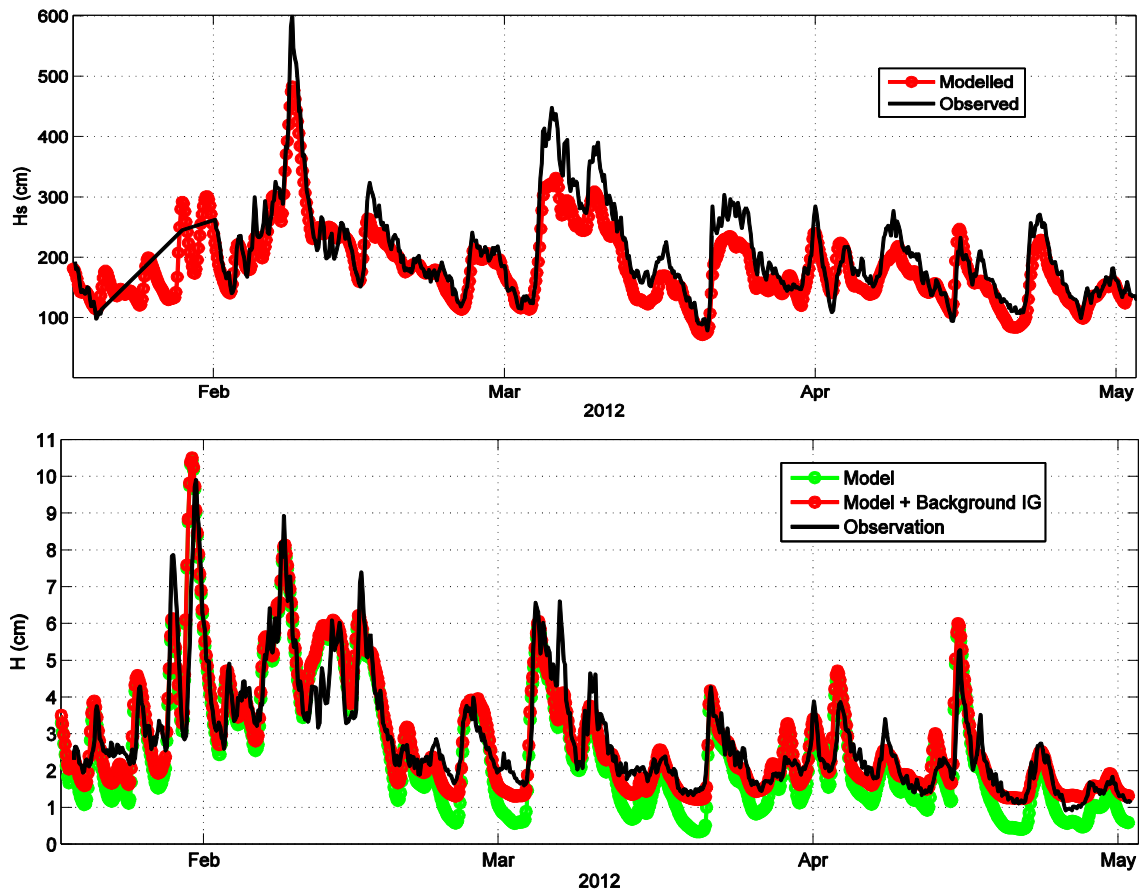 600
500
400
300
200
100
Hs (cm)
Modelled
Observed
Feb
Mar
Apr
May
2012
11
10
9
8
7
6
5
4
3
2
1
0
H (cm)
Model
Model + Background IG
Observation
Feb
Mar
Apr
May
2012